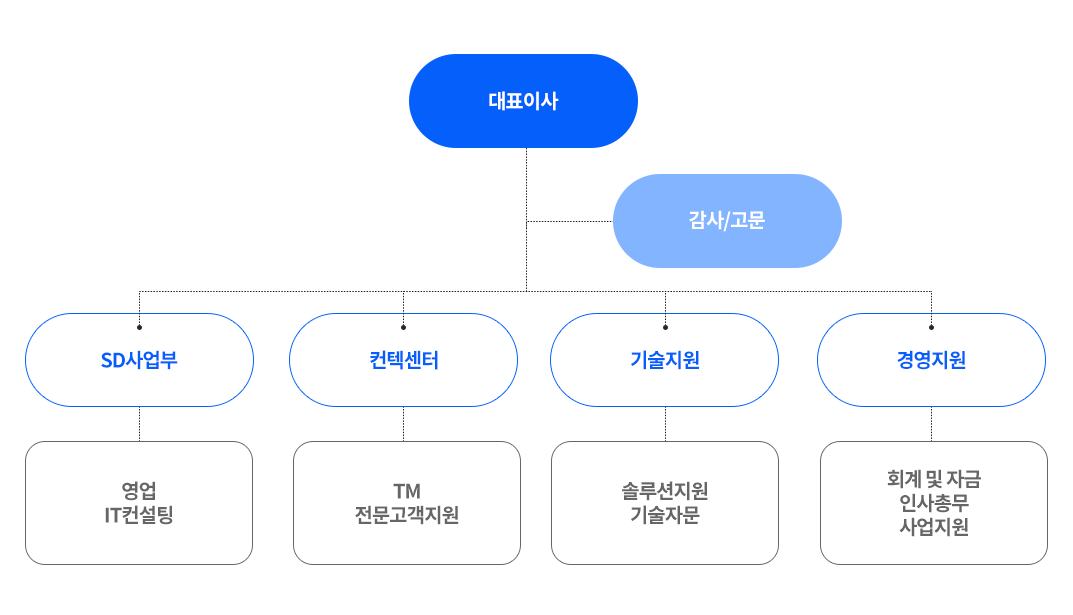 대표이사
감사/고문
SD사업부
컨텍센터
기술지원
경영지원
영업
IT컨설팅
TM
전문고객지원
솔루션지원
기술자문
회계 및 자금
인사총무
사업지원